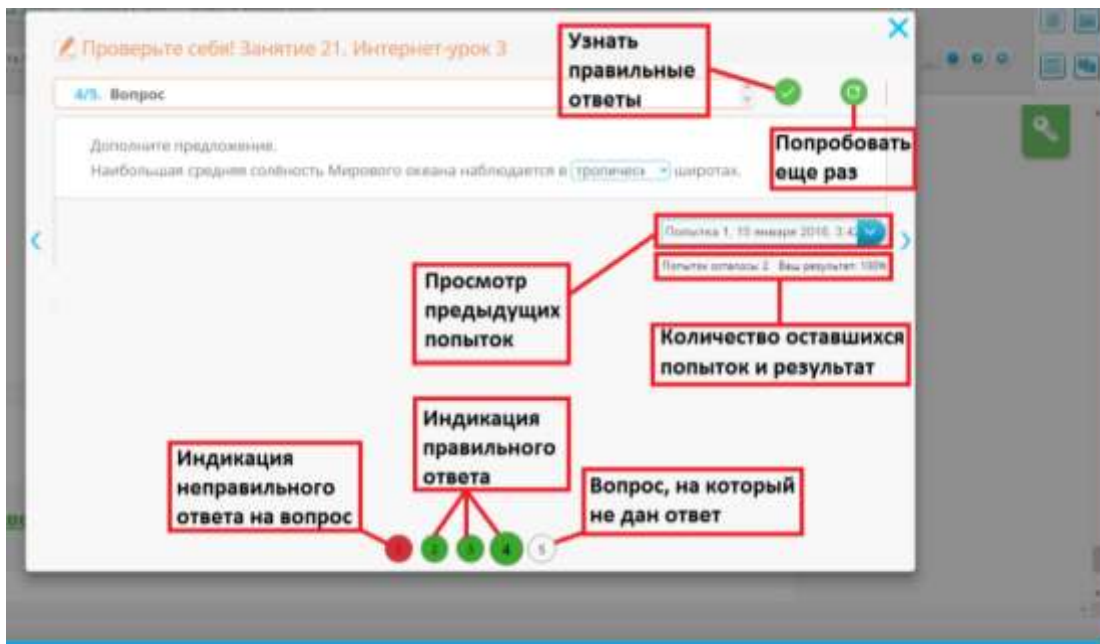 Проверьте себя! Занятие 21. Интернет-урок 3
Узнать
правильные
ответы
4/5. Вопрос
Попробовать
еще раз
Дополните предложение.
Наибольшая средняя солёность Мирового океана наблюдается в тропическ широтах.
Попытка 1, 19 января 2016, 3:42
Попыток осталось: 2 Ваш результат: 100%
Просмотр
предыдущих
попыток
Количество оставшихся
попыток и результат
Индикация
правильного
ответа
Индикация
неправильного
ответа на вопрос
Вопрос, на который
не дан ответ
1 2 3 4 5